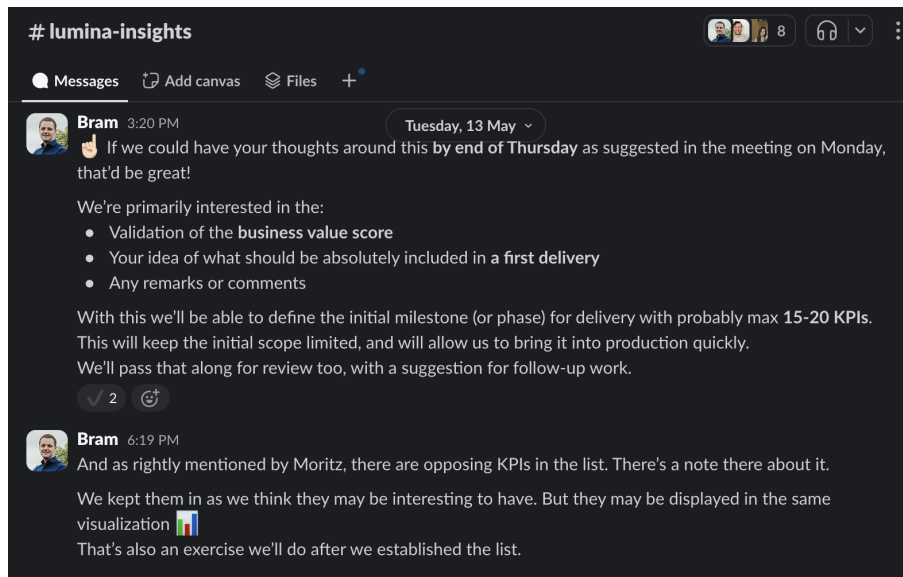 # lumina-insights
8
Messages
Add canvas
Files
Tuesday, 13 May
Bram 3:20 PM
☝🏻 If we could have your thoughts around this by end of Thursday as suggested in the meeting on Monday,
that'd be great!
We're primarily interested in the:
● Validation of the business value score
● Your idea of what should be absolutely included in a first delivery
● Any remarks or comments
With this we'll be able to define the initial milestone (or phase) for delivery with probably max 15-20 KPIs.
This will keep the initial scope limited, and will allow us to bring it into production quickly.
We'll pass that along for review too, with a suggestion for follow-up work.
✔ 2
Bram 6:19 PM
And as rightly mentioned by Moritz, there are opposing KPIs in the list. There's a note there about it.
We kept them in as we think they may be interesting to have. But they may be displayed in the same
visualization 📊
That's also an exercise we'll do after we established the list.